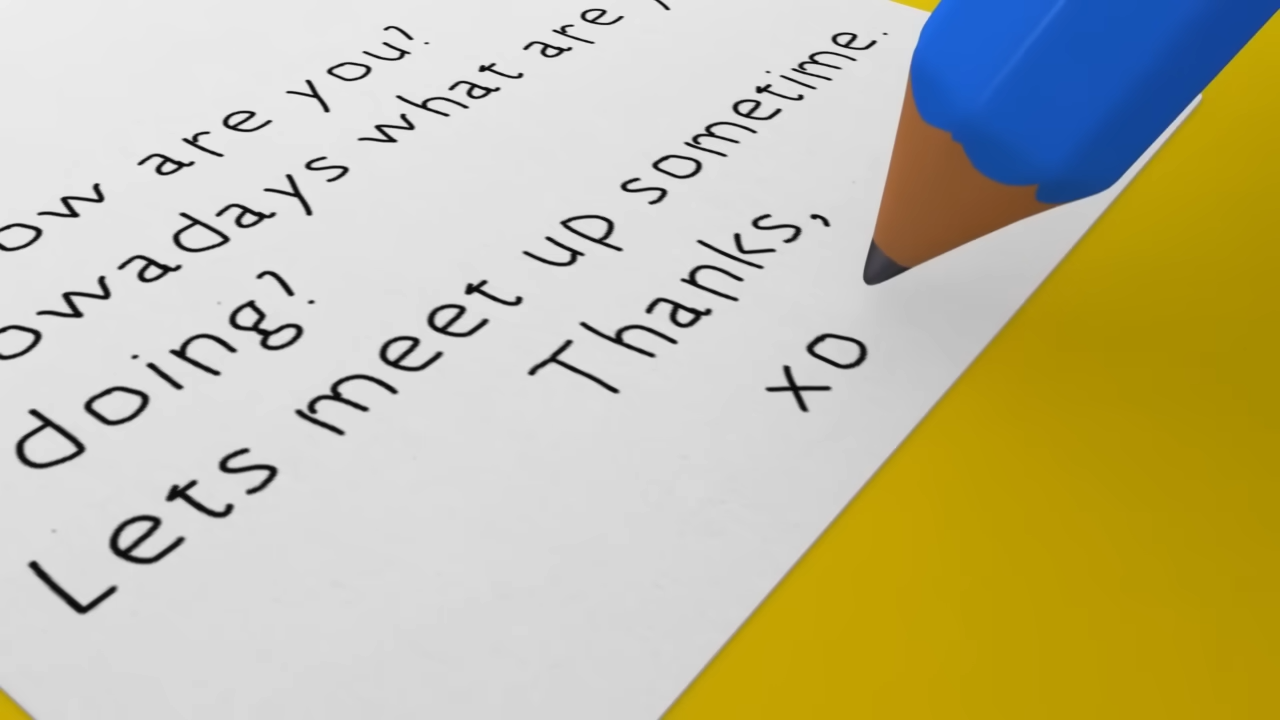 ow are you?
owadays what are
doing?
Lets meet up sometime.
Thanks,
xo